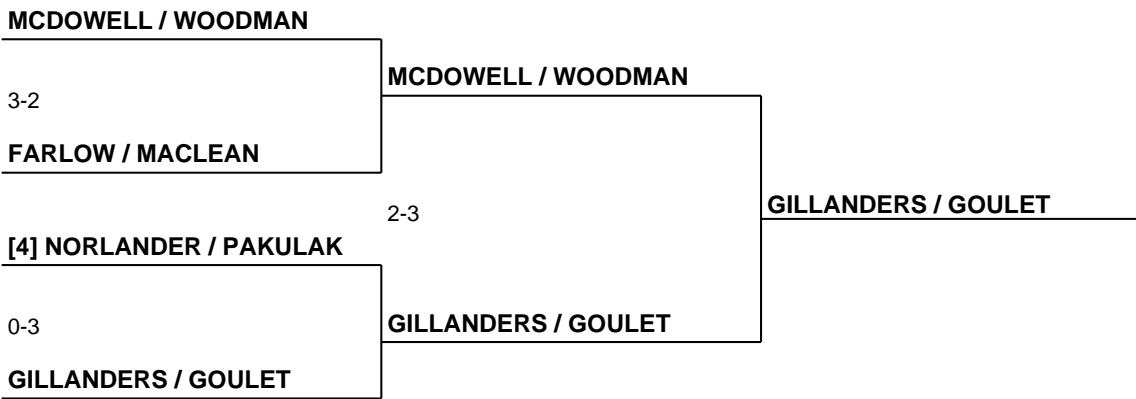 MCDOWELL / WOODMAN
MCDOWELL / WOODMAN
3-2
FARLOW / MACLEAN
GILLANDERS / GOULET
2-3
[4] NORLANDER / PAKULAK
GILLANDERS / GOULET
0-3
GILLANDERS / GOULET